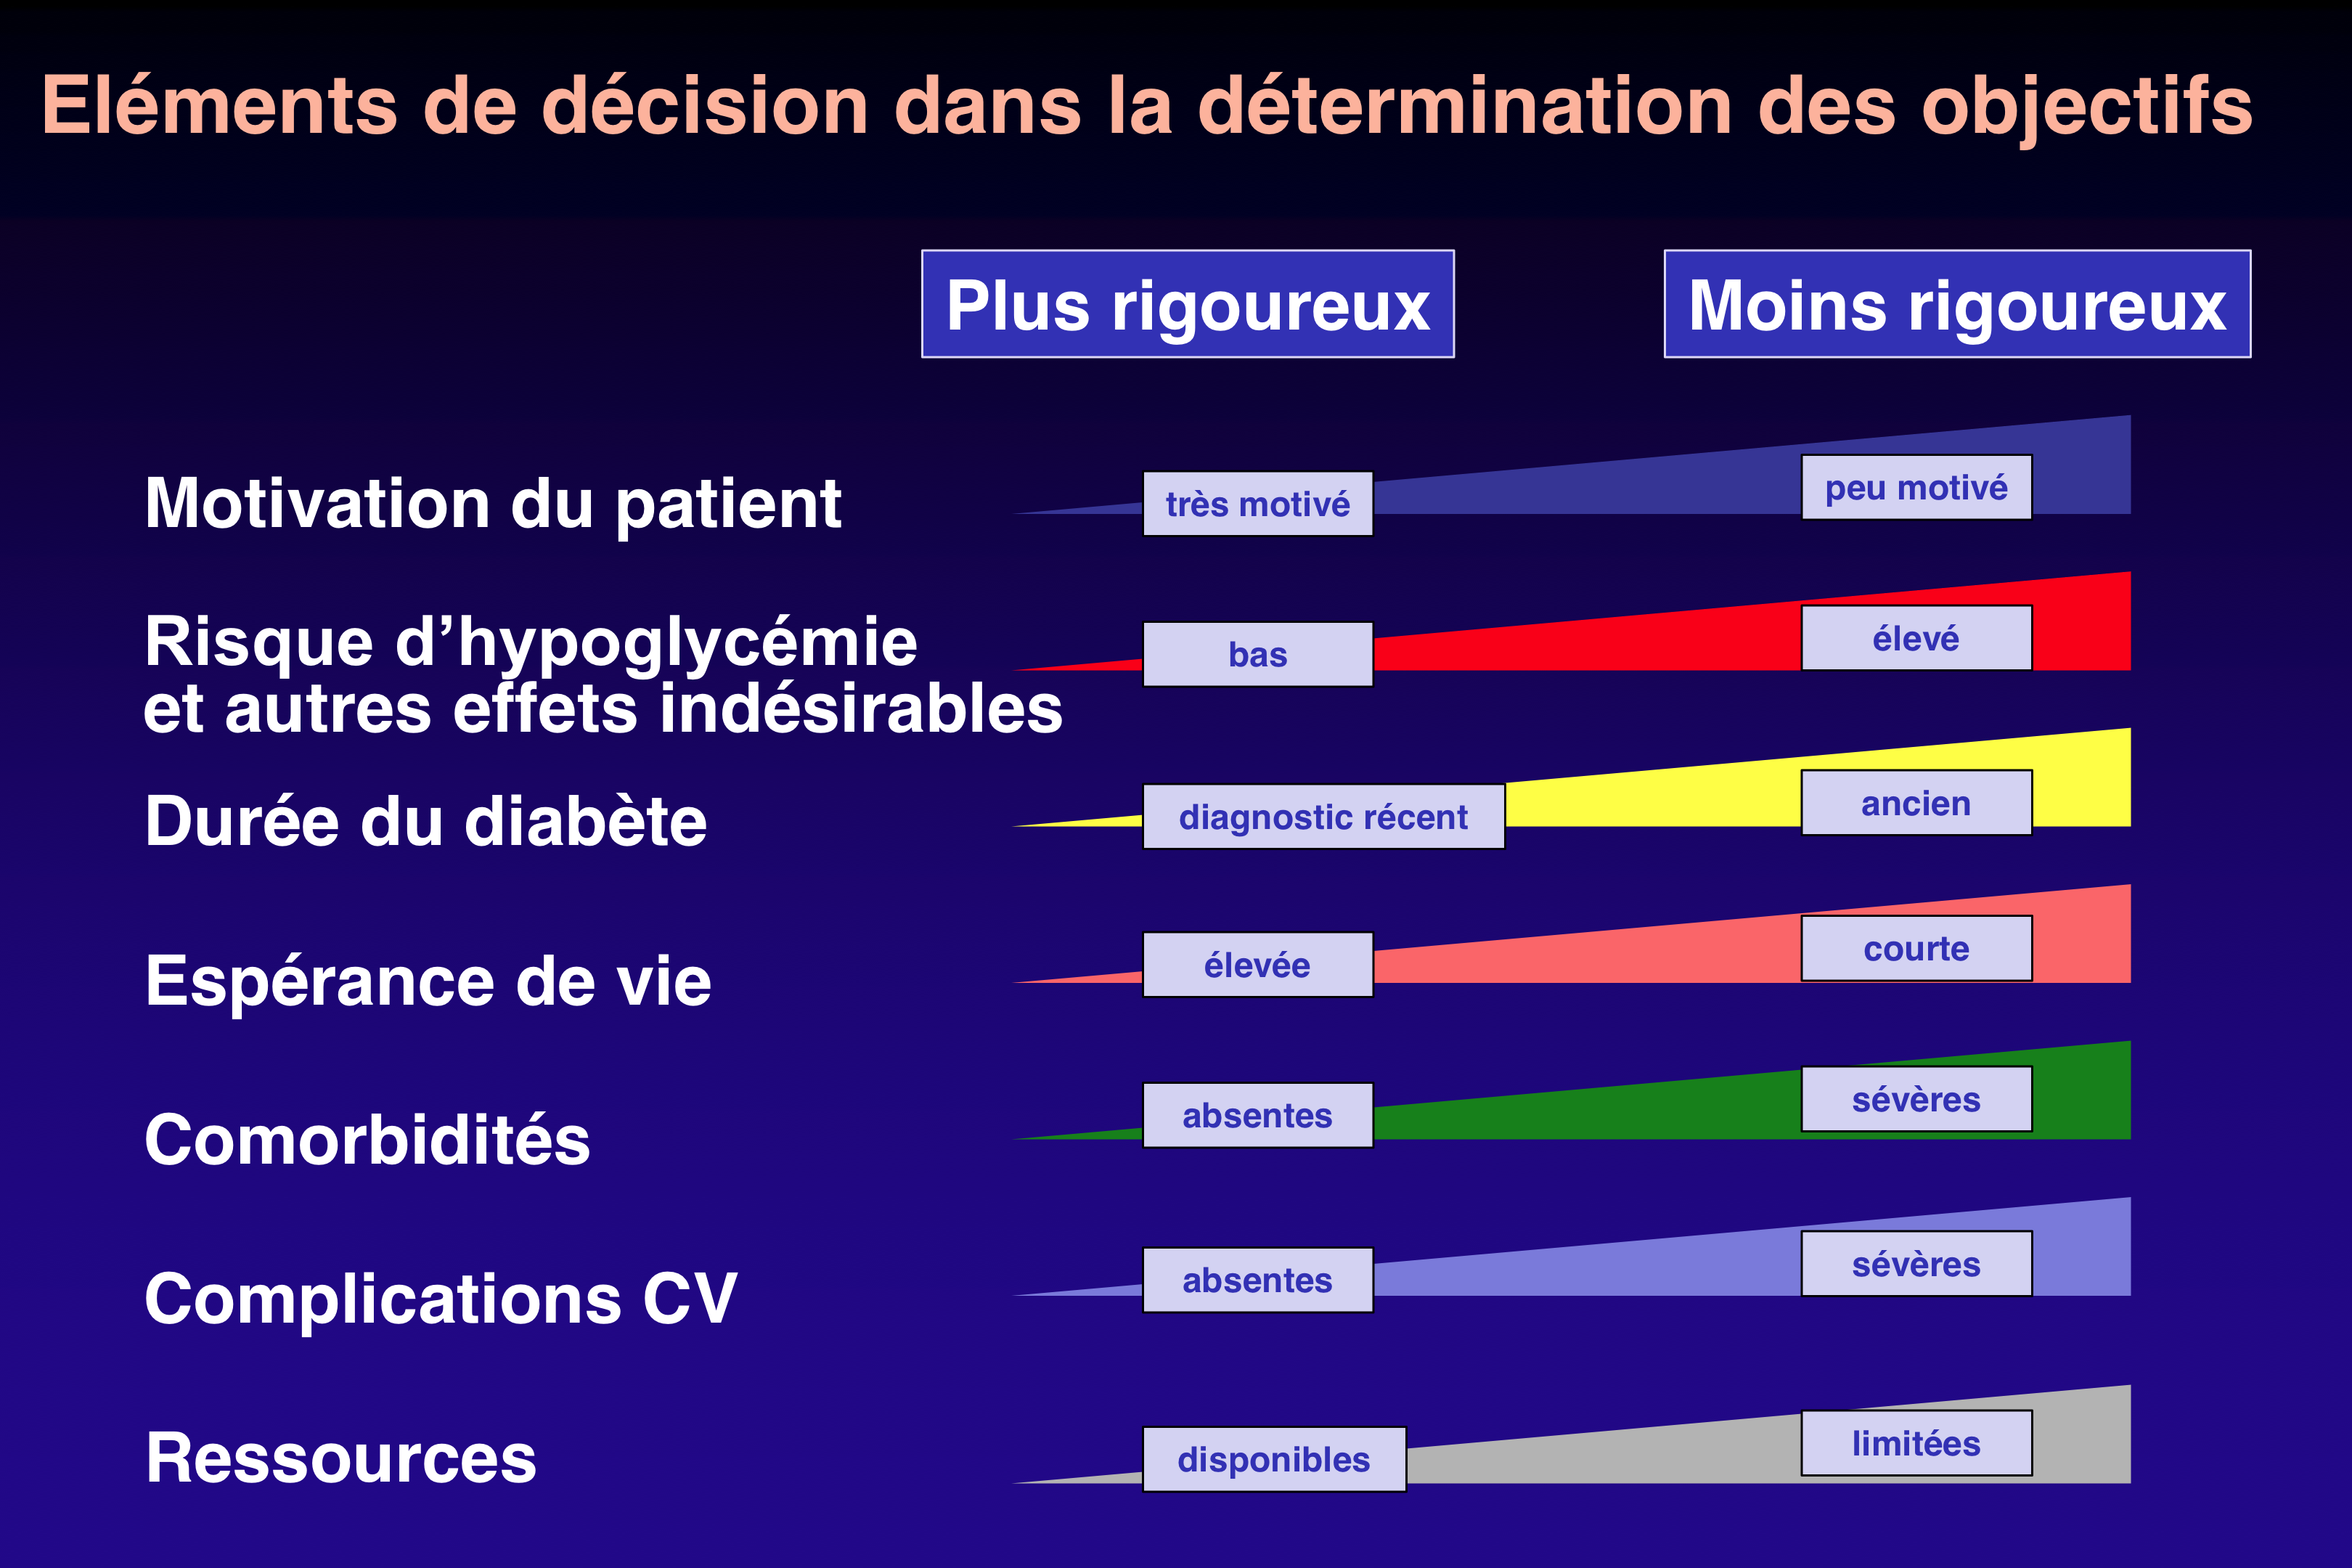 Eléments de décision dans la détermination des objectifs
Plus rigoureux
Moins rigoureux
Motivation du patient
très motivé
peu motivé
Risque d’hypoglycémie
et autres effets indésirables
bas
élevé
Durée du diabète
diagnostic récent
ancien
Espérance de vie
élevée
courte
Comorbidités
absentes
sévères
Complications CV
absentes
sévères
Ressources
disponibles
limitées